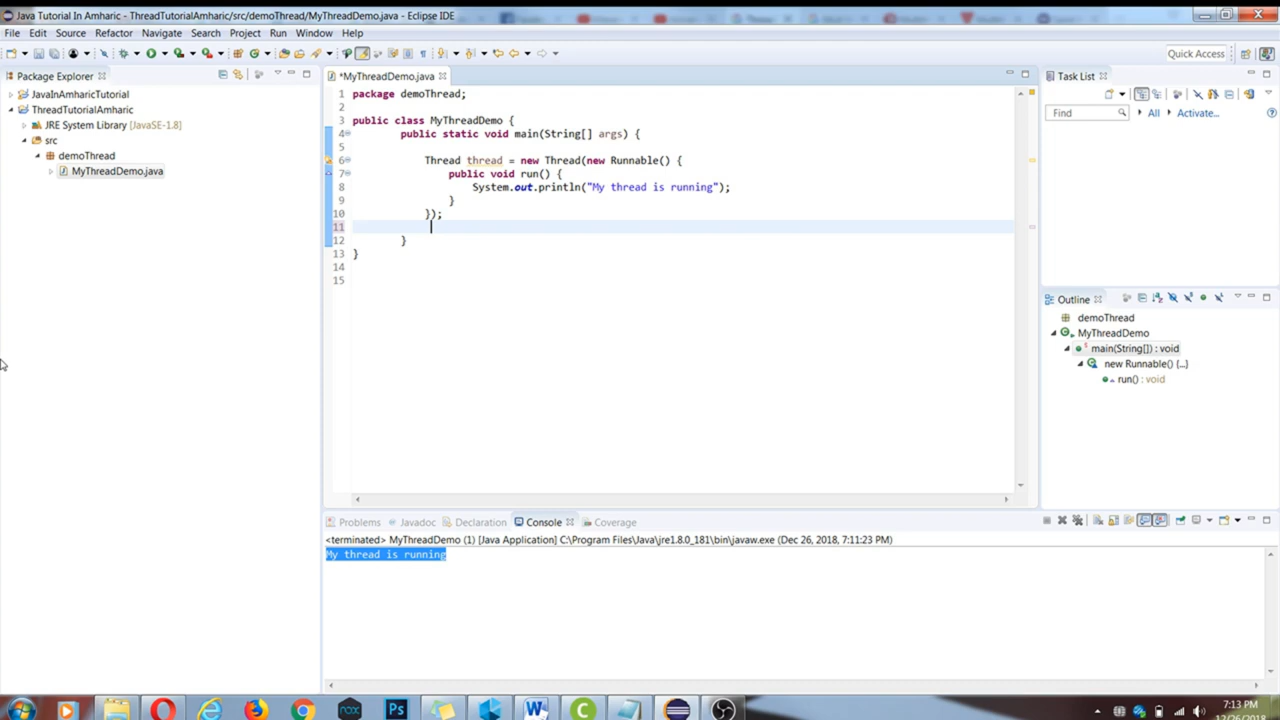 Java Tutorial In Amharic - ThreadTutorialAmharic/src/demoThread/MyThreadDemo.java - Eclipse IDE
File Edit Source Refactor Navigate Search Project Run Window Help
Quick Access
Package Explorer
JavaInAmharicTutorial
ThreadTutorialAmharic
JRE System Library [JavaSE-1.8]
src
demoThread
MyThreadDemo.java
*MyThreadDemo.java
1 package demoThread;
2
3 public class MyThreadDemo {
4 public static void main(String[] args) {
5
6 Thread thread = new Thread(new Runnable() {
7 public void run() {
8 System.out.println("My thread is running");
9 }
10 });
11
12 }
13 }
14
15
Task List
Find All Activate...
Outline
demoThread
MyThreadDemo
main(String[]) : void
new Runnable() {...}
run() : void
Problems Javadoc Declaration Console Coverage
<terminated> MyThreadDemo (1) [Java Application] C:\Program Files\Java\jre1.8.0_181\bin\javaw.exe (Dec 26, 2018, 7:11:23 PM)
My thread is running
nox Ps W C
7:13 PM
12/26/2018